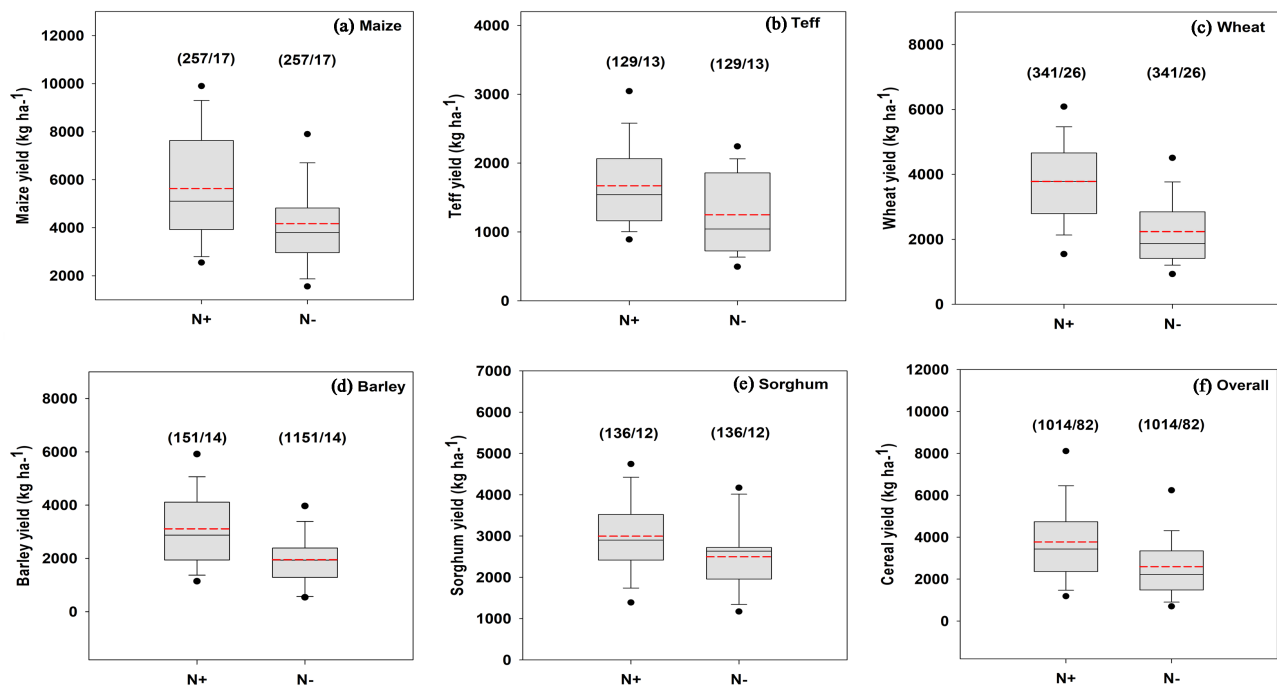 (a) Maize
(257/17) (257/17)
Maize yield (kg ha-1)
12000
10000
8000
6000
4000
2000
N+ N-
(b) Teff
(129/13) (129/13)
Teff yield (kg ha-1)
4000
3000
2000
1000
0
N+ N-
(c) Wheat
(341/26) (341/26)
Wheat yield (kg ha-1)
8000
6000
4000
2000
0
N+ N-
(d) Barley
(151/14) (1151/14)
Barley yield (kg ha-1)
8000
6000
4000
2000
0
N+ N-
(e) Sorghum
(136/12) (136/12)
Sorghum yield (kg ha-1)
7000
6000
5000
4000
3000
2000
1000
0
N+ N-
(f) Overall
(1014/82) (1014/82)
Cereal yield (kg ha-1)
12000
10000
8000
6000
4000
2000
0
N+ N-